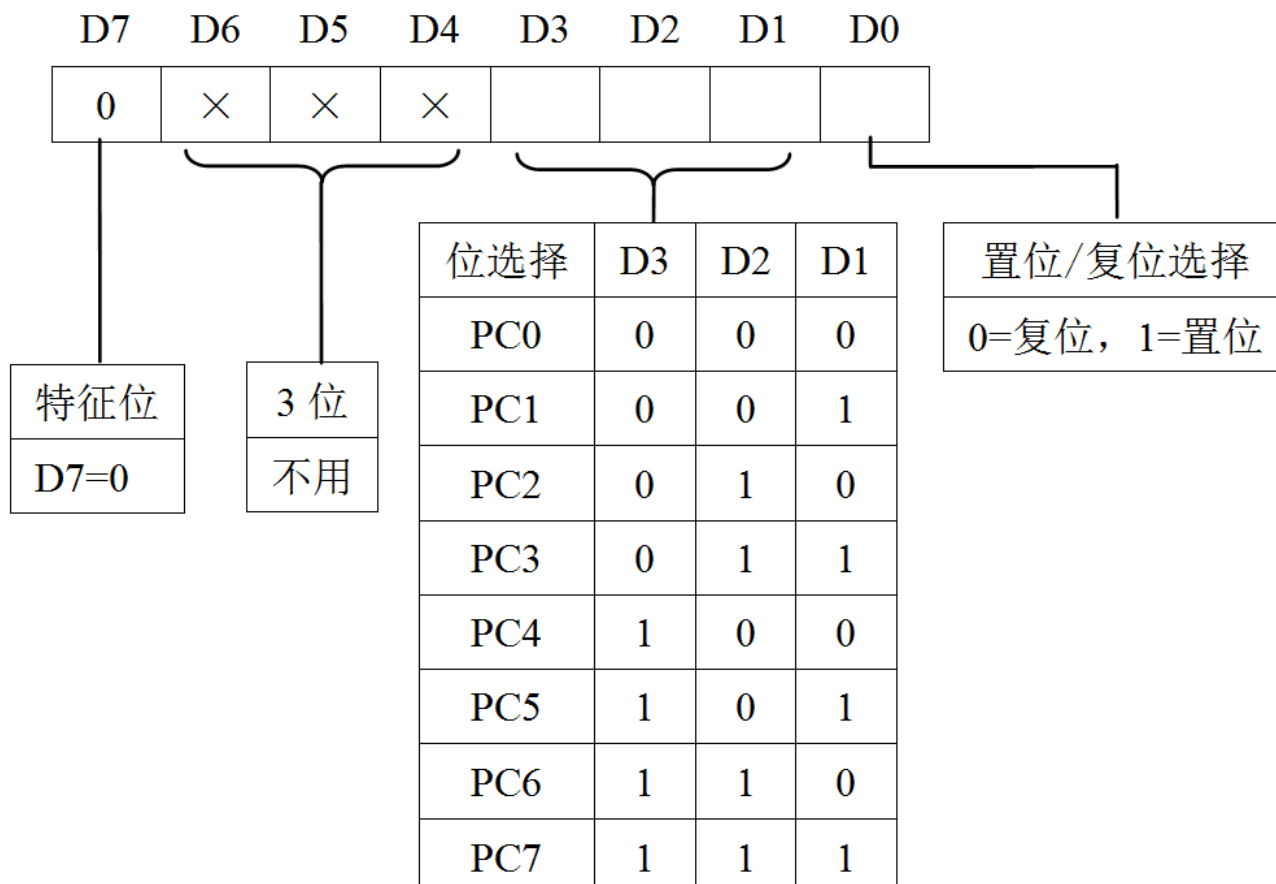 D7 D6 D5 D4 D3 D2 D1 D0
0 × × ×
位选择 D3 D2 D1
置位/复位选择
PC0 0 0 0
0=复位，1=置位
特征位
3 位
PC1 0 0 1
D7=0
不用
PC2 0 1 0
PC3 0 1 1
PC4 1 0 0
PC5 1 0 1
PC6 1 1 0
PC7 1 1 1